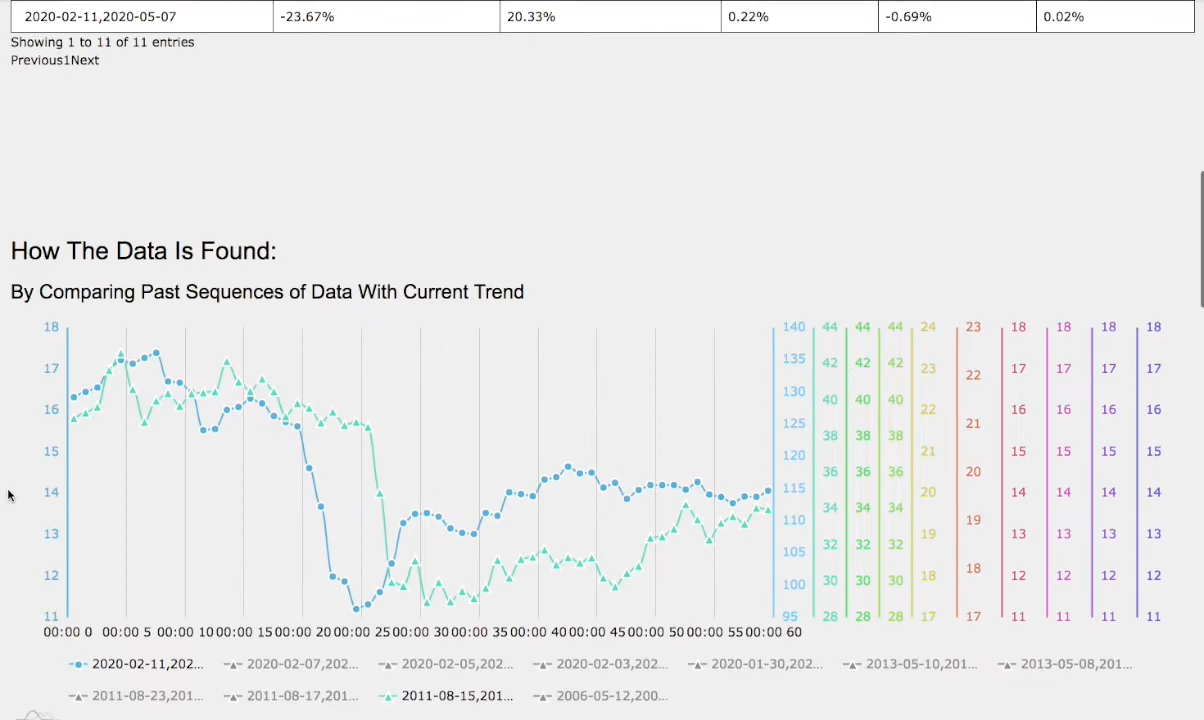 2020-02-11,2020-05-07 -23.67% 20.33% 0.22% -0.69% 0.02%
Showing 1 to 11 of 11 entries
Previous1Next
How The Data Is Found:
By Comparing Past Sequences of Data With Current Trend
18 140 44 44 44 24 23 18 18 18 18
135 42 42 42
17 23 22 17 17 17 17
130 40 40 40
16 125 22 21 16 16 16 16
38 38 38
15 120 21 15 15 15 15
36 36 36 20
14 115 20 14 14 14 14
34 34 34
110 19
13 19 13 13 13 13
105 32 32 32
12 100 30 30 30 18 18 12 12 12 12
11 95 28 28 28 17 17 11 11 11 11
00:00 0 00:00 5 00:00 10 00:00 15 00:00 20 00:00 25 00:00 30 00:00 35 00:00 40 00:00 45 00:00 50 00:00 55 00:00 60
2020-02-11,202... 2020-02-07,202... 2020-02-05,202... 2020-02-03,202... 2020-01-30,202... 2013-05-10,201... 2013-05-08,201...
2011-08-23,201... 2011-08-17,201... 2011-08-15,201... 2006-05-12,200...